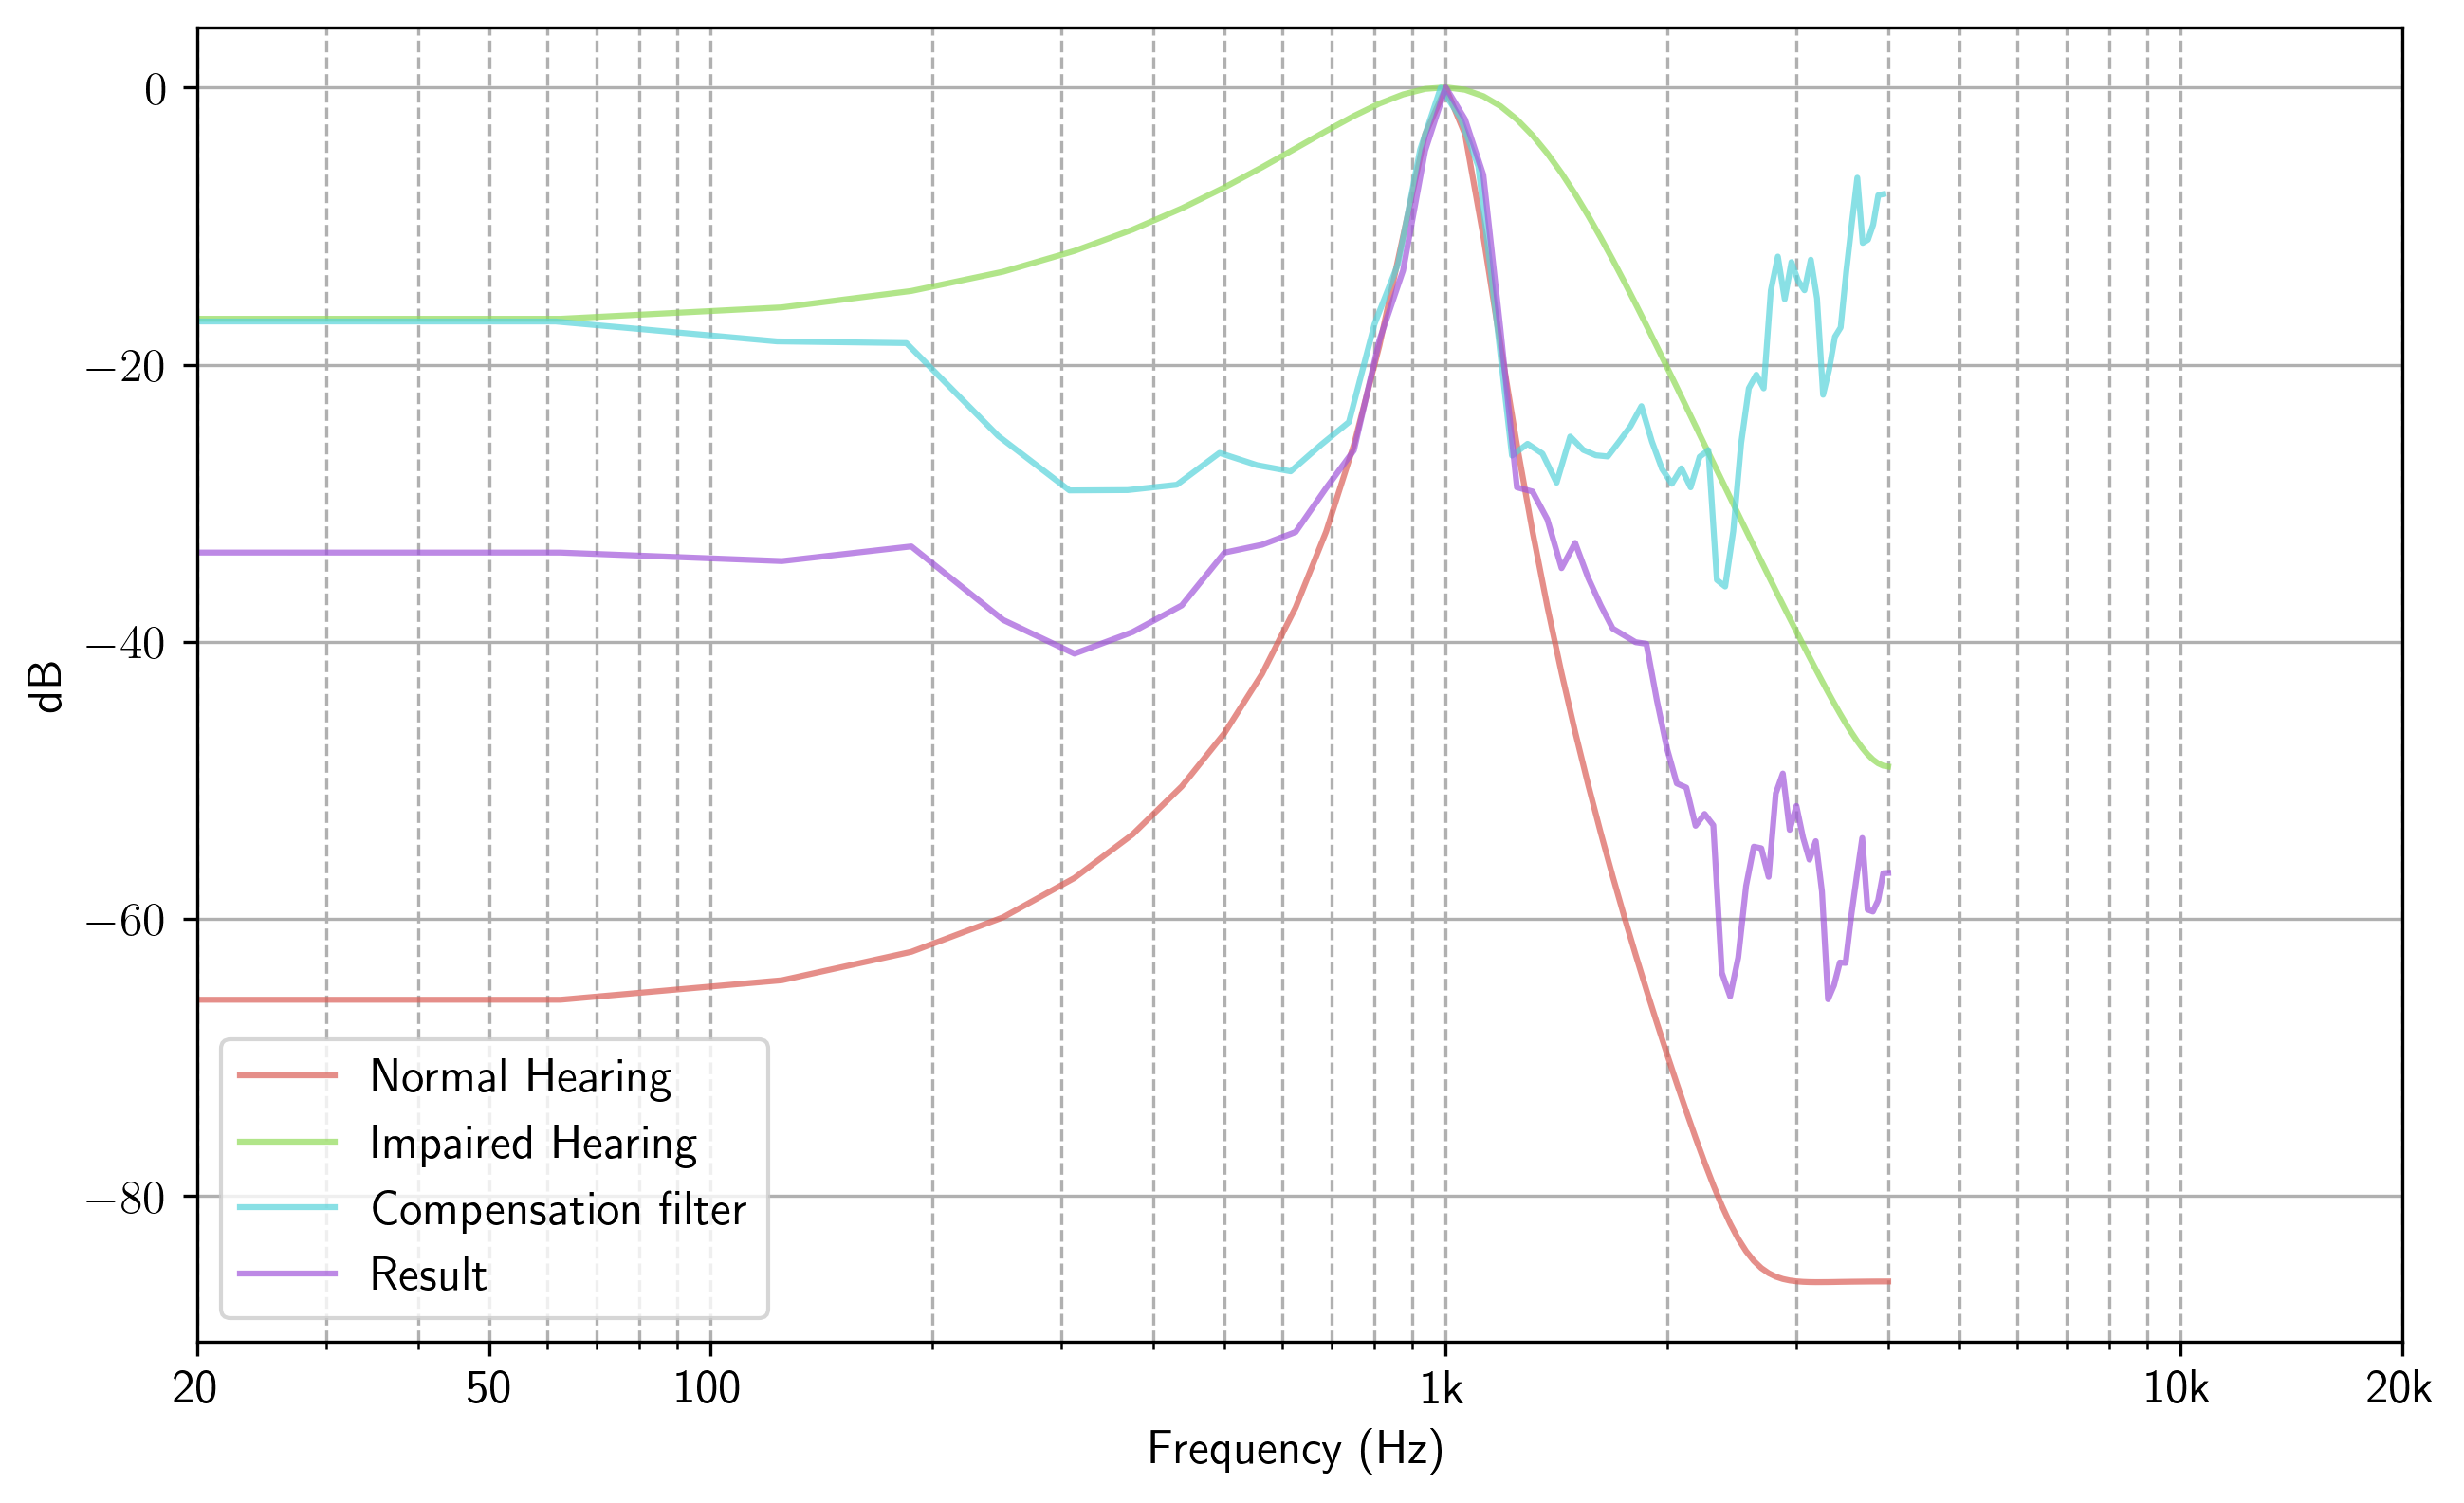 0
−20
−40
−60
−80
dB
Normal Hearing
Impaired Hearing
Compensation filter
Result
20 50 100 1k 10k 20k
Frequency (Hz)